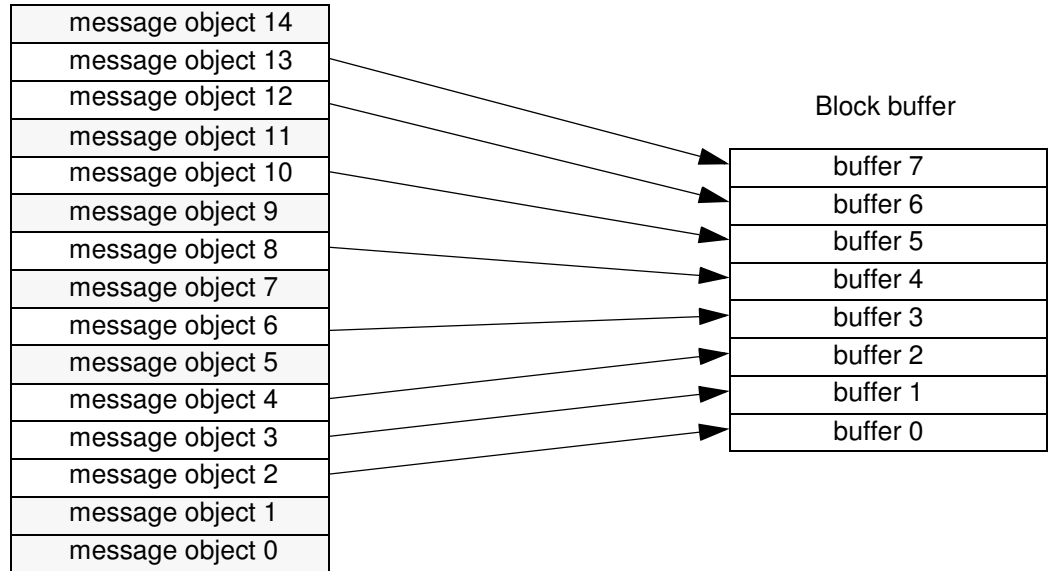 message object 14
message object 13
message object 12
message object 11
message object 10
message object 9
message object 8
message object 7
message object 6
message object 5
message object 4
message object 3
message object 2
message object 1
message object 0
Block buffer
buffer 7
buffer 6
buffer 5
buffer 4
buffer 3
buffer 2
buffer 1
buffer 0